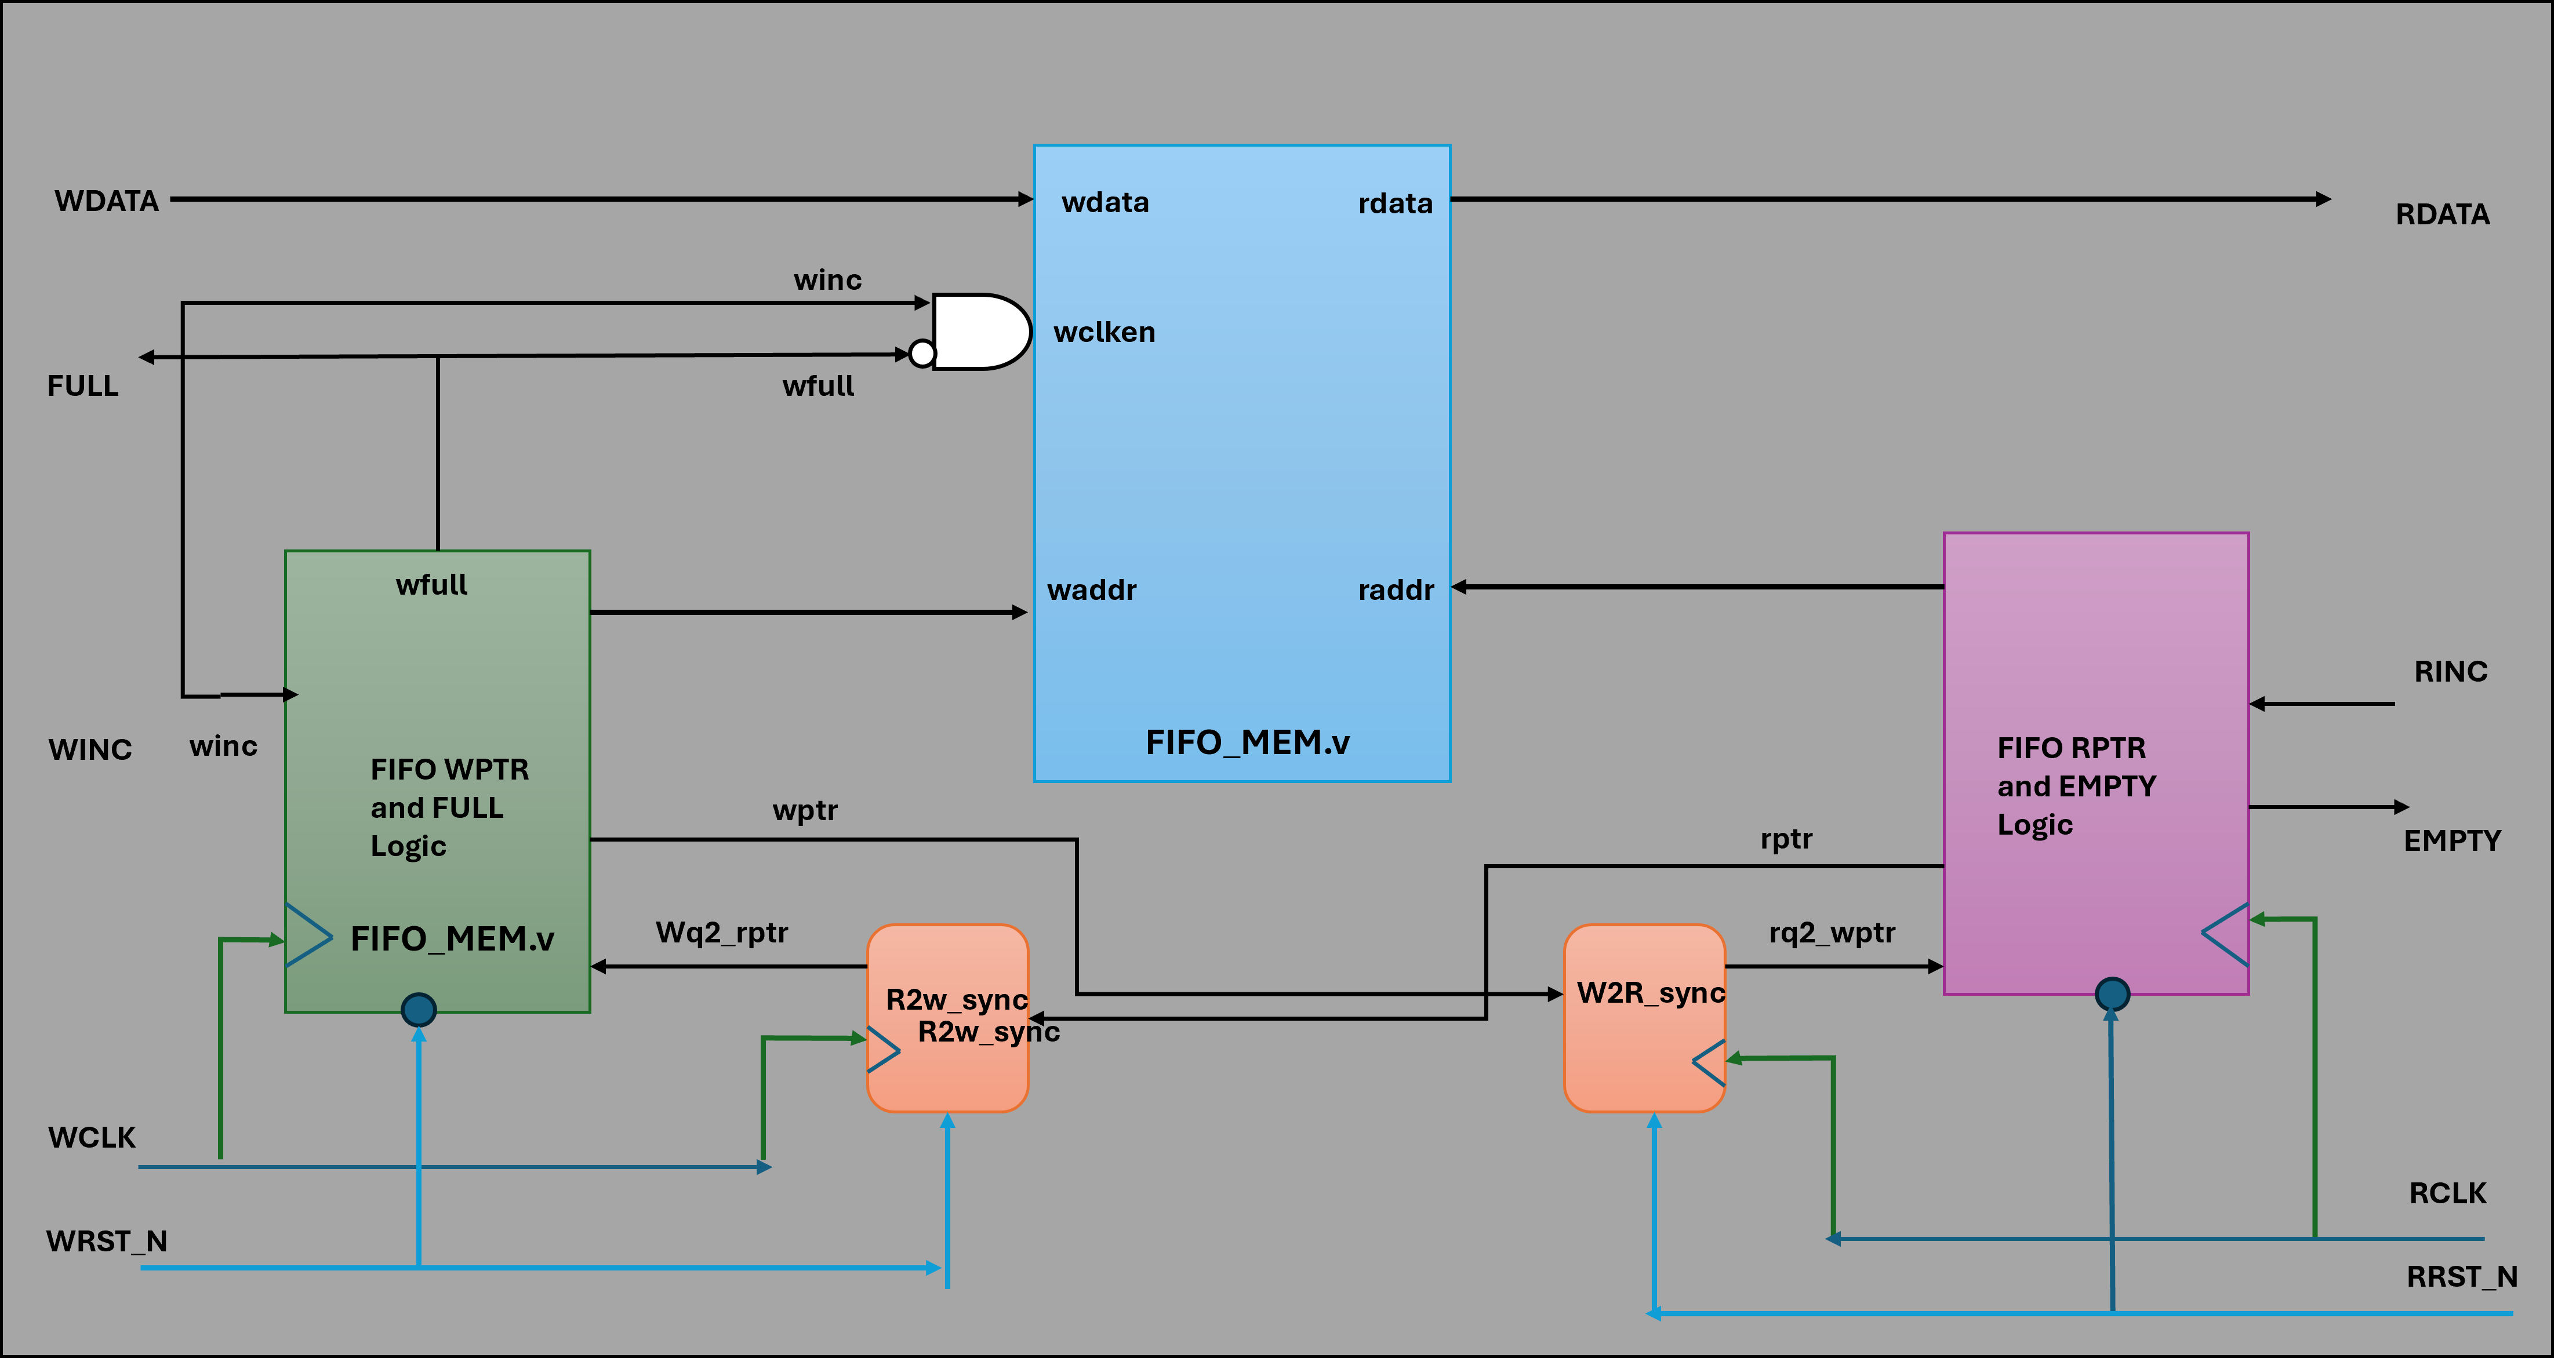 WDATA
wdata
rdata
RDATA
winc
wclken
FULL
wfull
wfull
waddr
raddr
RINC
WINC
winc
FIFO_MEM.v
FIFO WPTR
and FULL
Logic
FIFO RPTR
and EMPTY
Logic
wptr
rptr
EMPTY
FIFO_MEM.v
Wq2_rptr
rq2_wptr
R2w_sync
R2w_sync
W2R_sync
WCLK
RCLK
WRST_N
RRST_N